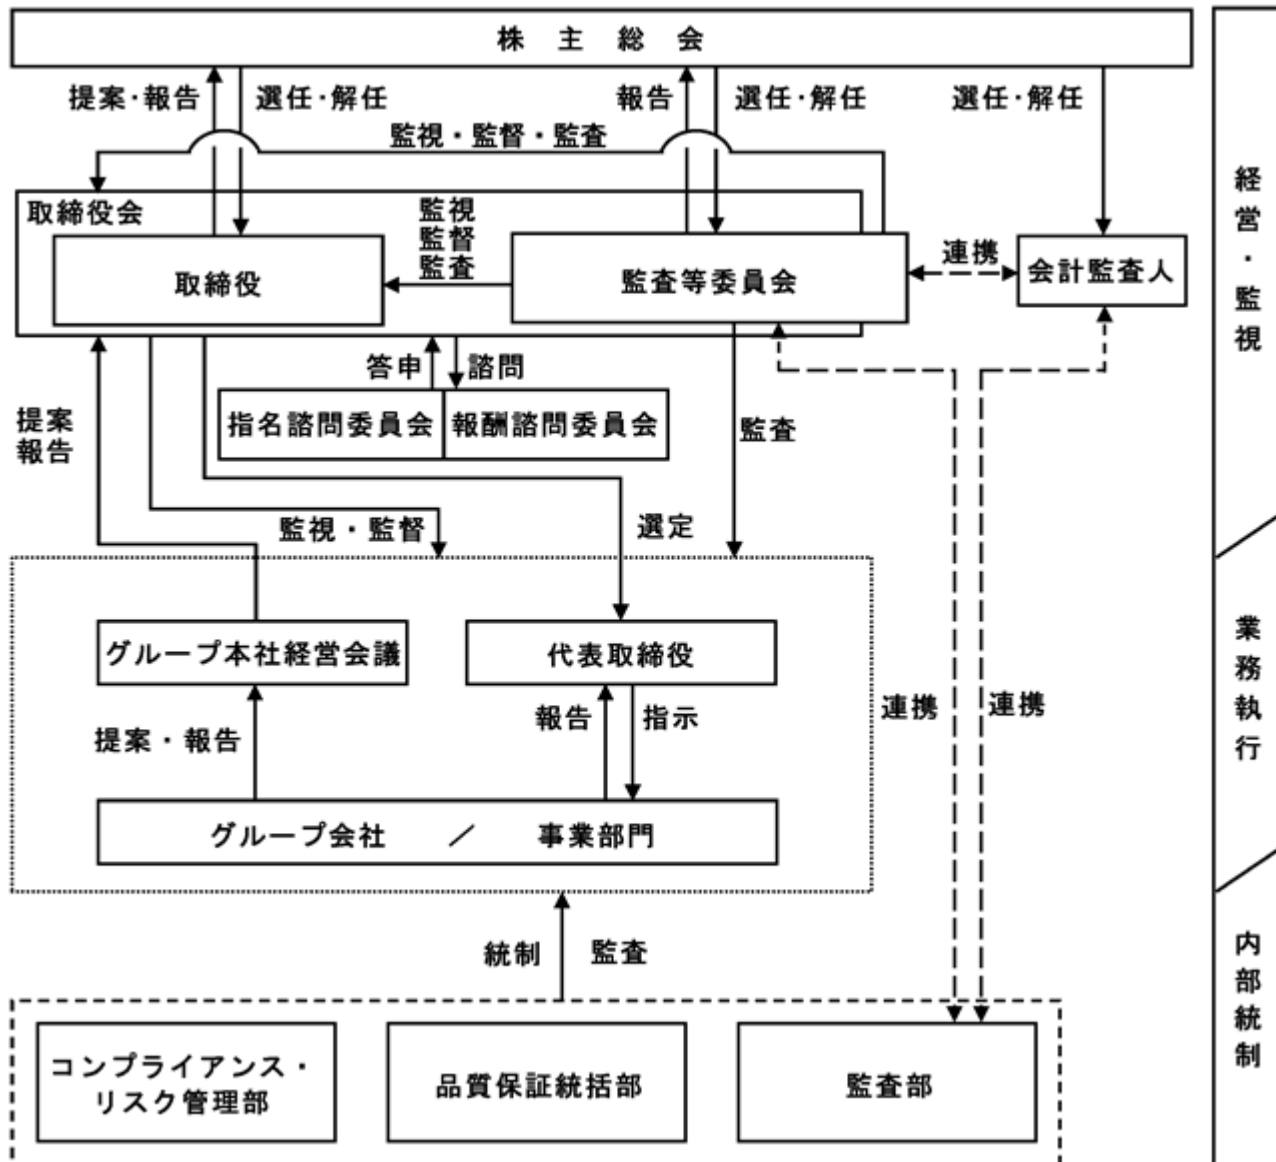 株主総会
提案・報告
選任・解任
報告
選任・解任
選任・解任
監視・監督・監査
取締役会
監視
監督
監査
取締役
監査等委員会
連携
会計監査人
答申
諮問
指名諮問委員会
報酬諮問委員会
提案
報告
監査
監視・監督
選定
グループ本社経営会議
代表取締役
提案・報告
報告
指示
連携
連携
グループ会社 / 事業部門
統制 監査
コンプライアンス・
リスク管理部
品質保証統括部
監査部
経営・監視
業務執行
内部統制